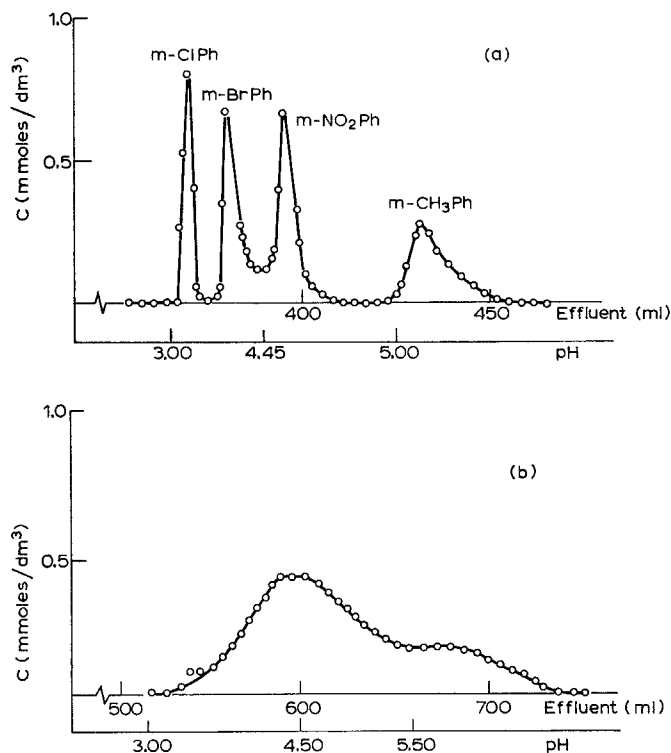 1.0
(a)
m-ClPh
m-BrPh
m-NO₂Ph
C (mmoles/dm³)
0.5
m-CH₃Ph
400
450
Effluent (ml)
3.00
4.45
5.00
pH
1.0
(b)
C (mmoles/dm³)
0.5
500
600
700
Effluent (ml)
3.00
4.50
5.50
pH